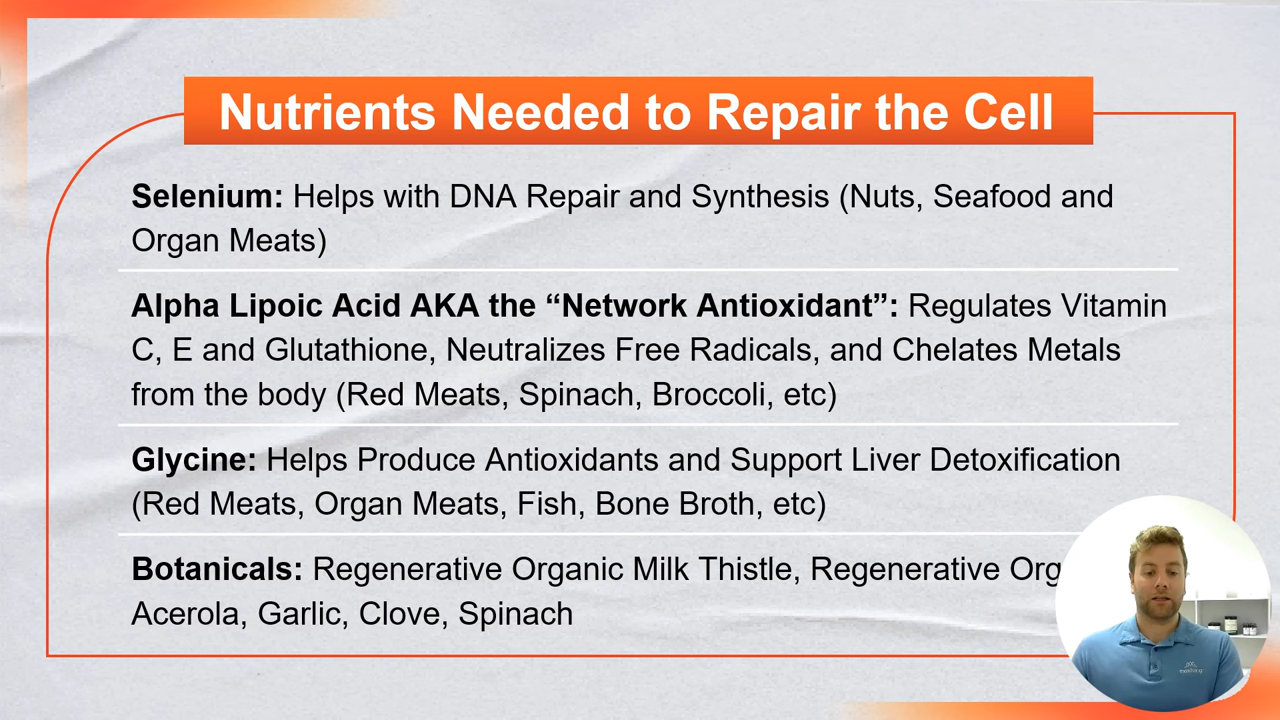 Nutrients Needed to Repair the Cell
Selenium: Helps with DNA Repair and Synthesis (Nuts, Seafood and
Organ Meats)
Alpha Lipoic Acid AKA the “Network Antioxidant”: Regulates Vitamin
C, E and Glutathione, Neutralizes Free Radicals, and Chelates Metals
from the body (Red Meats, Spinach, Broccoli, etc)
Glycine: Helps Produce Antioxidants and Support Liver Detoxification
(Red Meats, Organ Meats, Fish, Bone Broth, etc)
Botanicals: Regenerative Organic Milk Thistle, Regenerative Org
Acerola, Garlic, Clove, Spinach